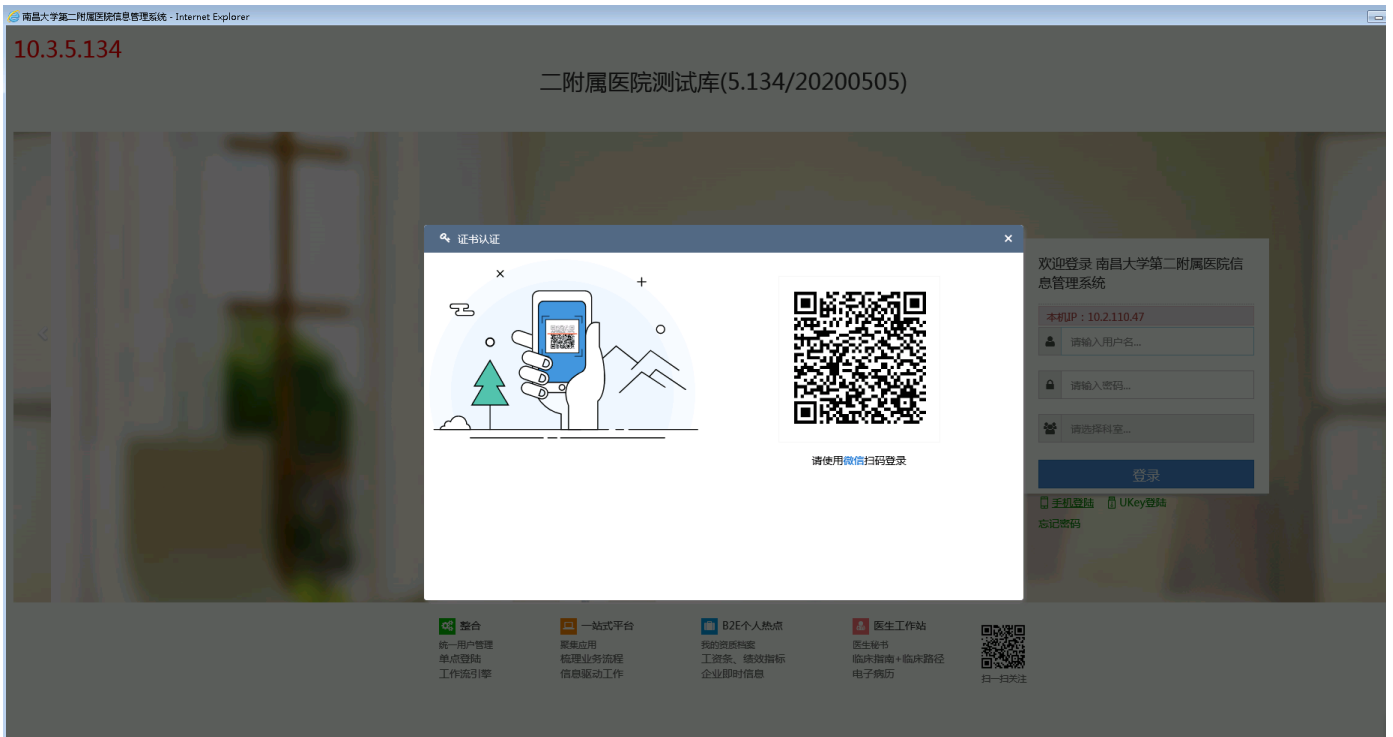 南昌大学第二附属医院信息管理系统 - Internet Explorer
10.3.5.134
二附属医院测试库(5.134/20200505)
证书认证
请使用微信扫码登录
欢迎登录 南昌大学第二附属医院信
息管理系统
本机IP：10.2.110.47
请输入用户名...
请输入密码...
请选择科室...
登录
手机登陆 UKey登陆
忘记密码
整合
统一用户管理
单点登陆
工作流引擎
一站式平台
聚集应用
梳理业务流程
信息驱动工作
B2E个人热点
我的资质档案
工资条、绩效指标
企业即时信息
医生工作站
医生秘书
临床指南+临床路径
电子病历
扫一扫关注